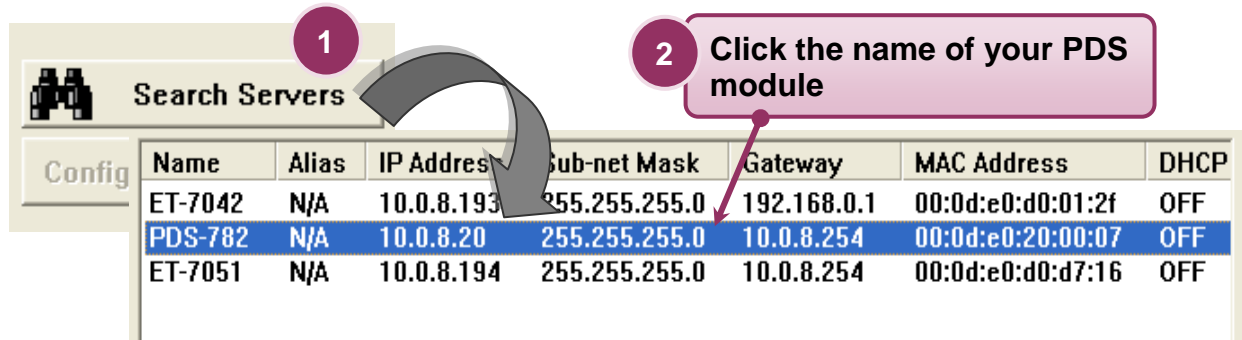 1
2
Click the name of your PDS
module
Search Servers
Config
Name Alias IP Address Sub-net Mask Gateway MAC Address DHCP
ET-7042 N/A 10.0.8.193 255.255.255.0 192.168.0.1 00:0d:e0:d0:01:2f OFF
PDS-782 N/A 10.0.8.20 255.255.255.0 10.0.8.254 00:0d:e0:20:00:07 OFF
ET-7051 N/A 10.0.8.194 255.255.255.0 10.0.8.254 00:0d:e0:d0:d7:16 OFF